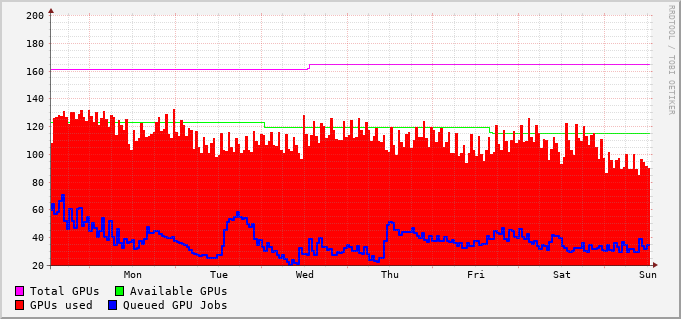 200
180
160
140
120
100
80
60
40
20
Mon Tue Wed Thu Fri Sat Sun
Total GPUs Available GPUs
GPUs used Queued GPU Jobs
RRDTOOL / TOBI OETIKER